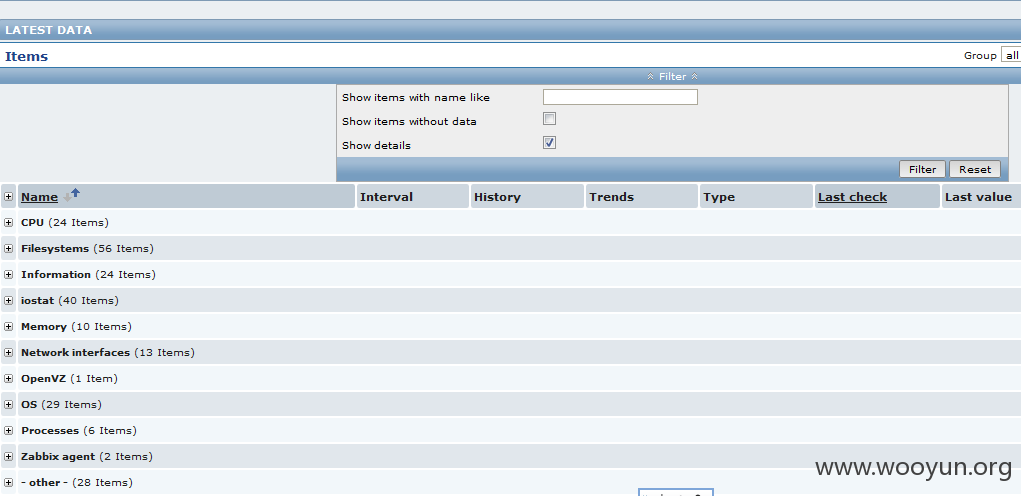 LATEST DATA
Items Group all
Filter
Show items with name like
Show items without data
Show details
Filter Reset
Name Interval History Trends Type Last check Last value
CPU (24 Items)
Filesystems (56 Items)
Information (24 Items)
iostat (40 Items)
Memory (10 Items)
Network interfaces (13 Items)
OpenVZ (1 Item)
OS (29 Items)
Processes (6 Items)
Zabbix agent (2 Items)
- other - (28 Items)
www.wooyun.org